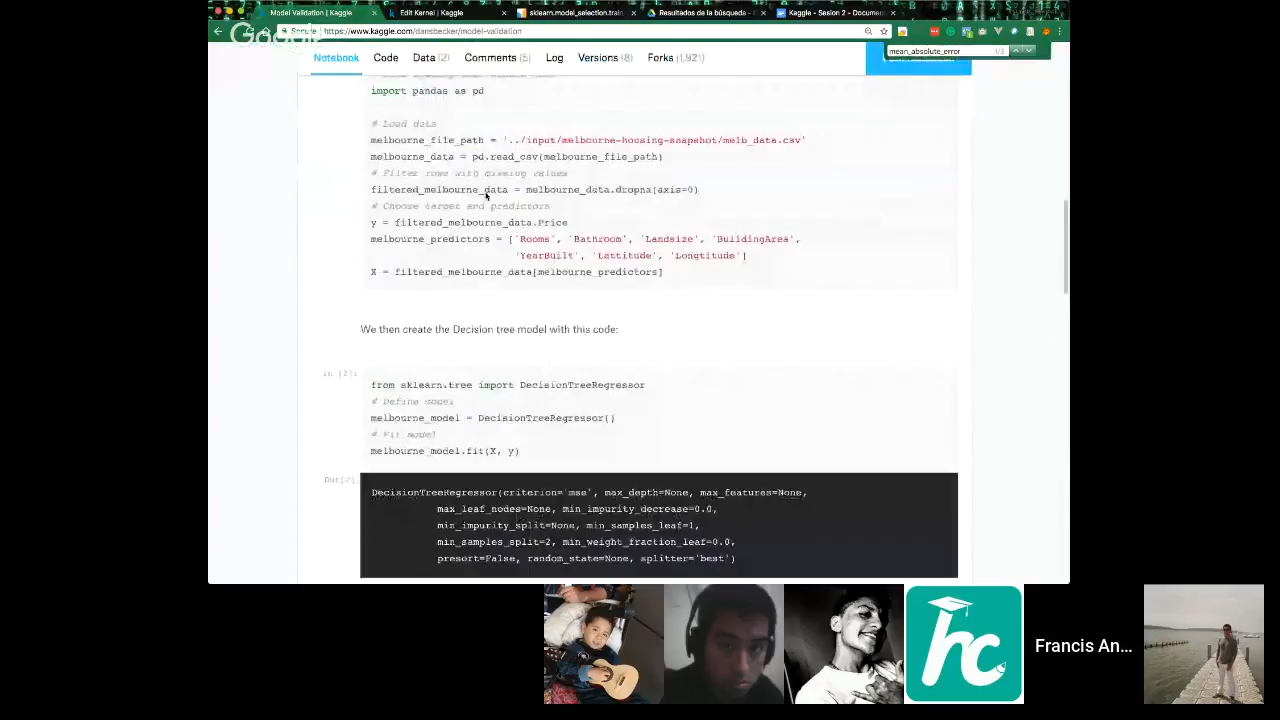 Model Validation | Kaggle
Edit Kernel | Kaggle
sklearn.model_selection.train
Resultados de la búsqueda -
Kaggle - Sesion 2 - Docume
Google
Secure
https://www.kaggle.com/dansbecker/model-validation
mean_absolute_error
Notebook Code Data (2) Comments (5) Log Versions (8) Forks (1,921)
import pandas as pd
# Load data
melbourne_file_path = '../input/melbourne-housing-snapshot/melb_data.csv'
melbourne_data = pd.read_csv(melbourne_file_path)
# Filter rows with missing values
filtered_melbourne_data = melbourne_data.dropna(axis=0)
# Choose target and predictors
y = filtered_melbourne_data.Price
melbourne_predictors = ['Rooms', 'Bathroom', 'Landsize', 'BuildingArea',
'YearBuilt', 'Lattitude', 'Longtitude']
X = filtered_melbourne_data[melbourne_predictors]
We then create the Decision tree model with this code:
In [2]:
from sklearn.tree import DecisionTreeRegressor
# Define model
melbourne_model = DecisionTreeRegressor()
# Fit model
melbourne_model.fit(X, y)
Out[2]:
DecisionTreeRegressor(criterion='mse', max_depth=None, max_features=None,
max_leaf_nodes=None, min_impurity_decrease=0.0,
min_impurity_split=None, min_samples_leaf=1,
min_samples_split=2, min_weight_fraction_leaf=0.0,
presort=False, random_state=None, splitter='best')
hc
Francis An...